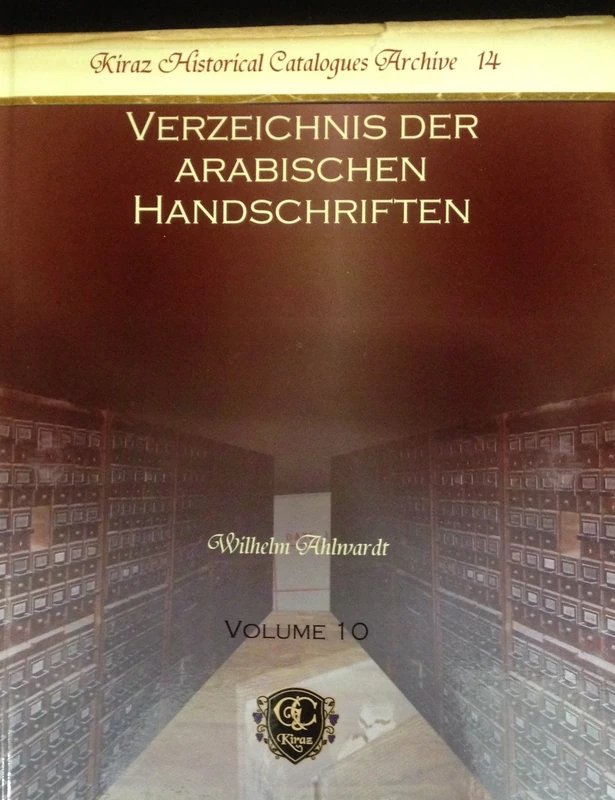 Kiraz Historical Catalogues Archive 14
VERZEICHNIS DER
ARABISCHEN
HANDSCHRIFTEN
Wilhelm Ahlwardt
VOLUME 10
Kiraz